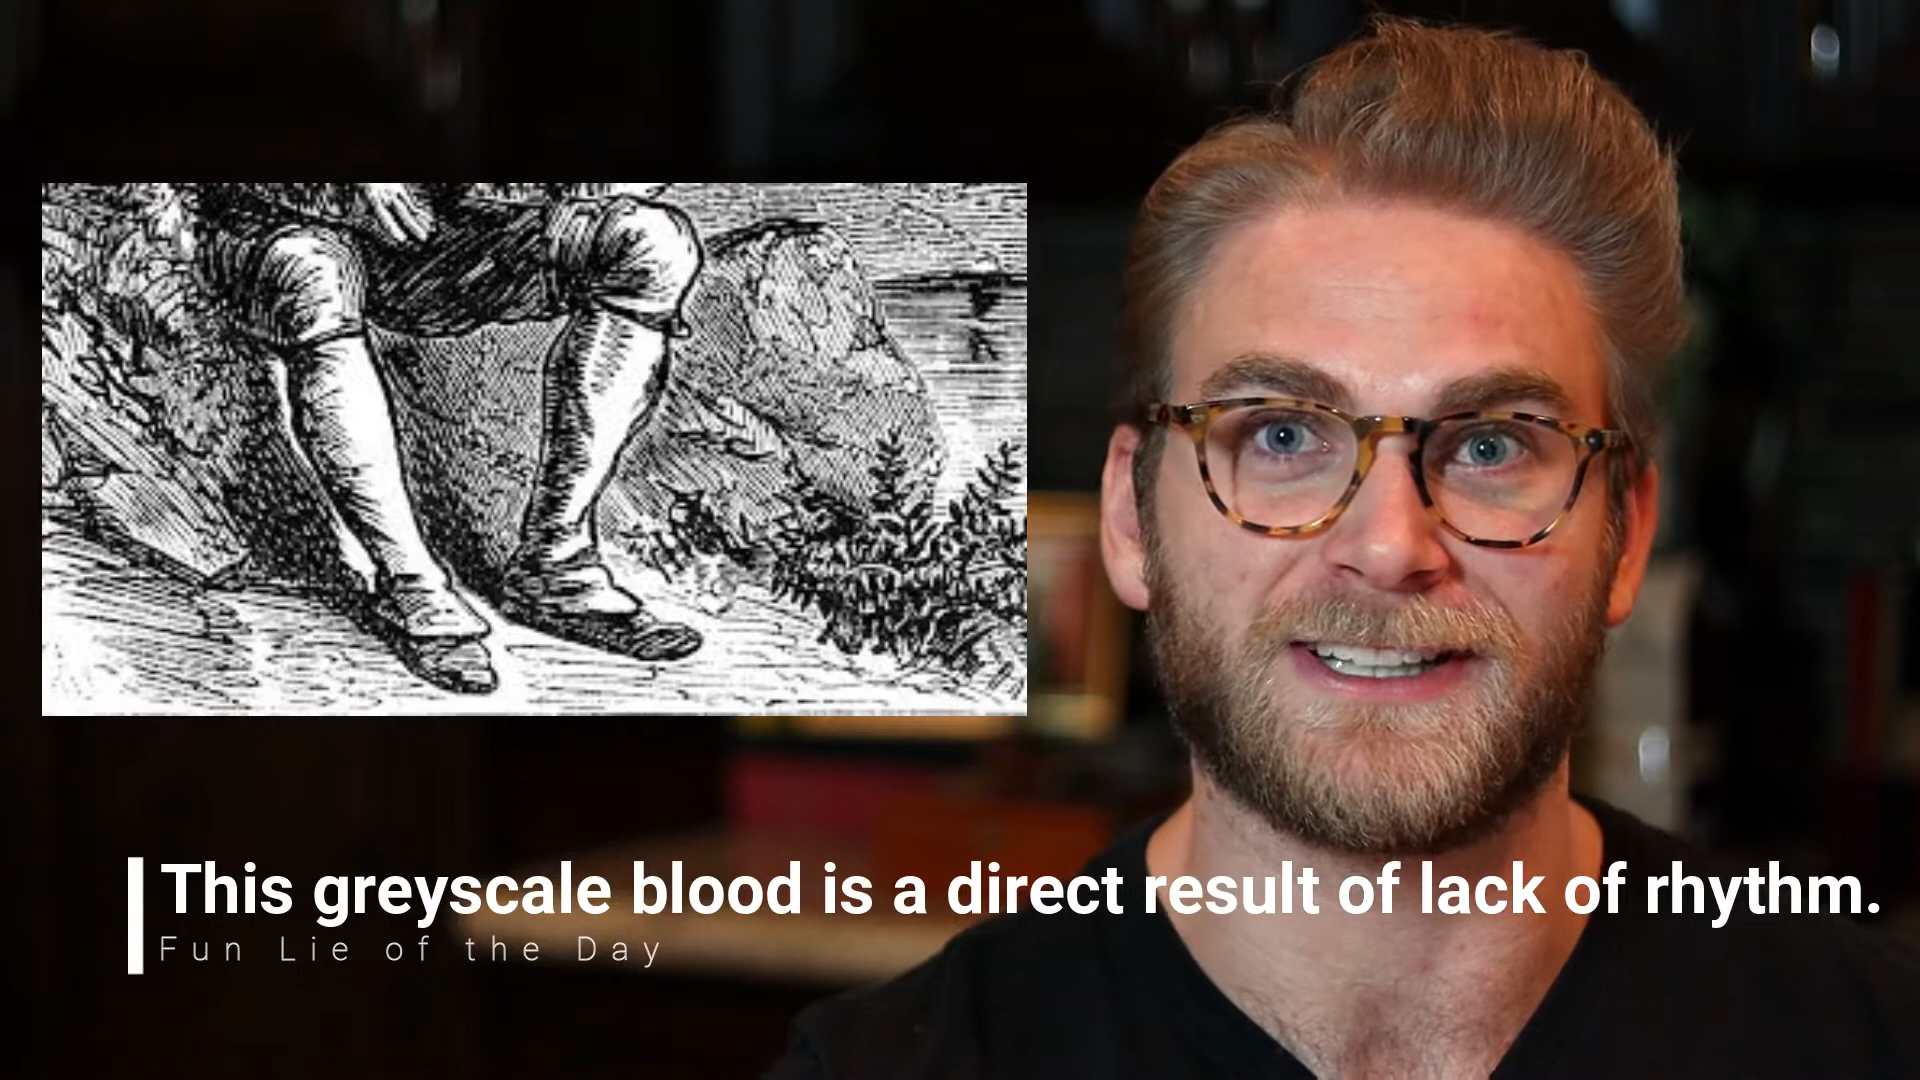 This greyscale blood is a direct result of lack of rhythm.
Fun Lie of the Day